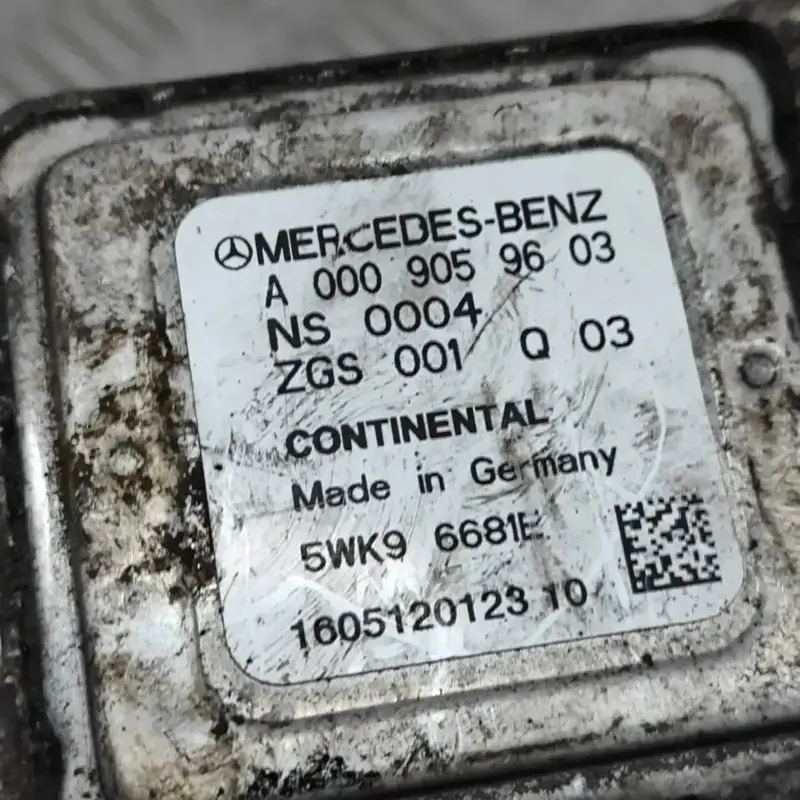 MERCEDES-BENZ
A 000 905 96 03
NS 0004
ZGS 001 Q 03
CONTINENTAL
Made in Germany
5WK9 6681E
1605120123 10